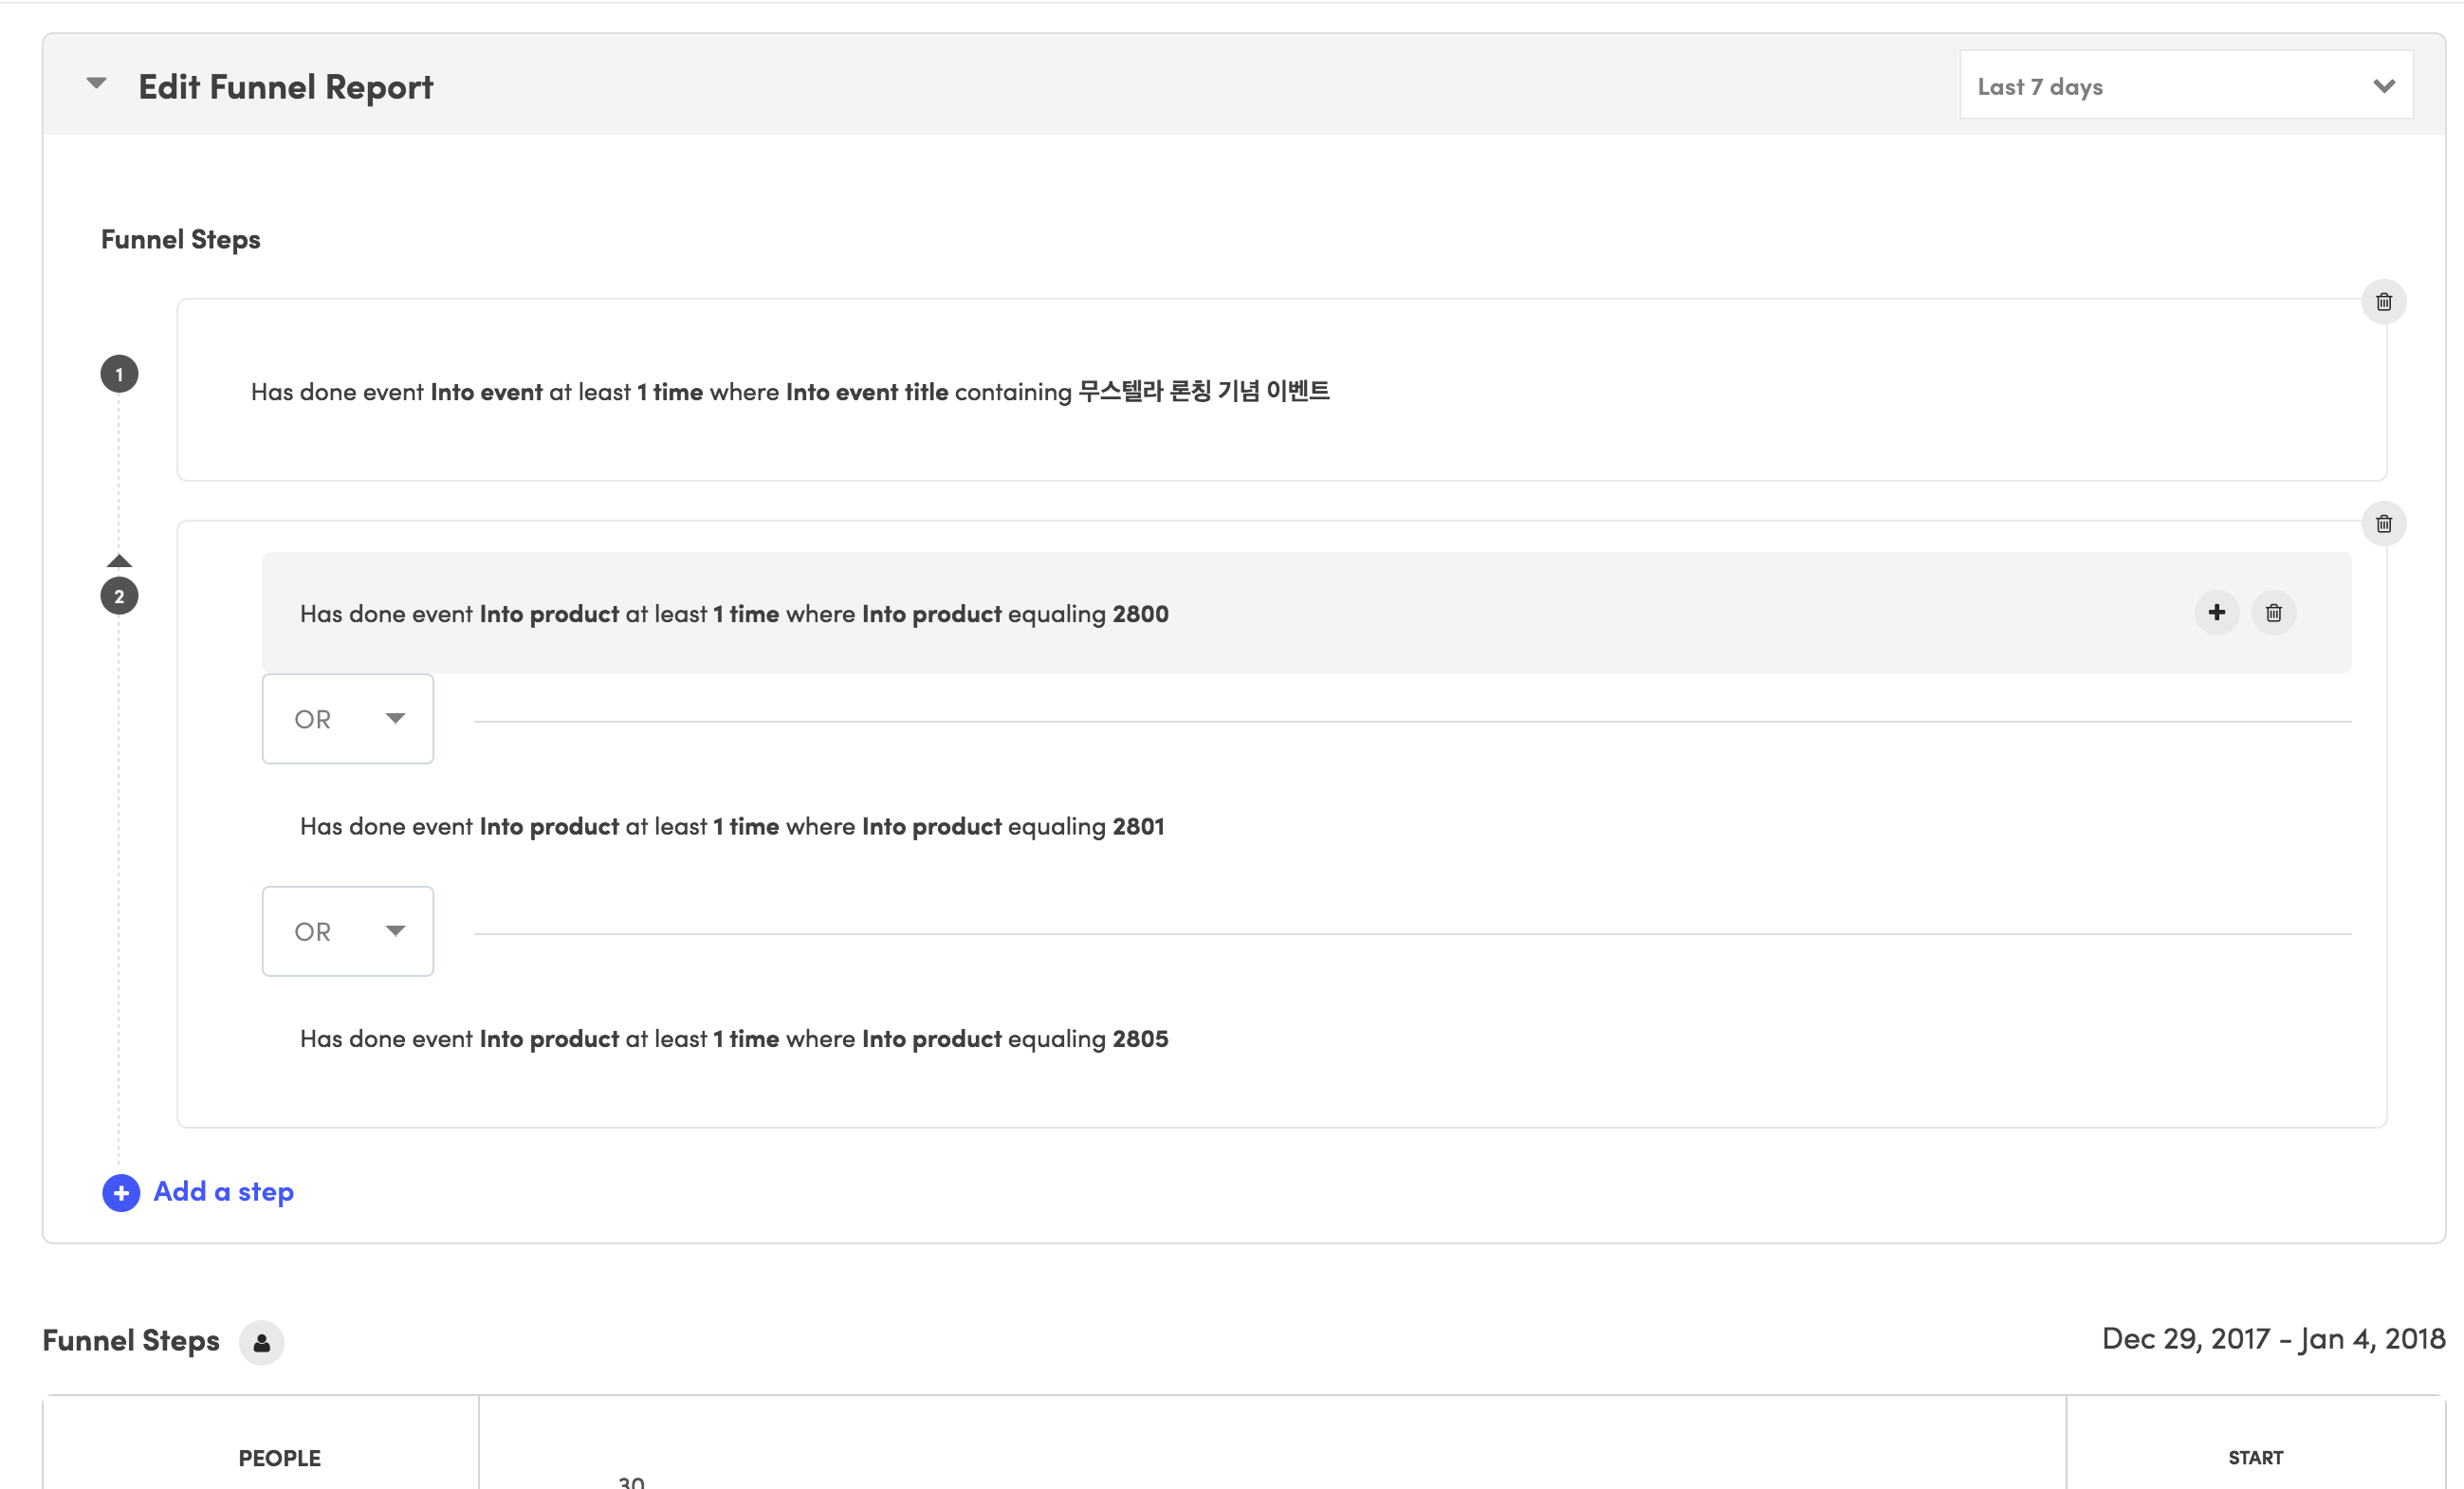 Edit Funnel Report
Last 7 days
Funnel Steps
1
Has done event Into event at least 1 time where Into event title containing 무스텔라 론칭 기념 이벤트
2
Has done event Into product at least 1 time where Into product equaling 2800
OR
Has done event Into product at least 1 time where Into product equaling 2801
OR
Has done event Into product at least 1 time where Into product equaling 2805
Add a step
Funnel Steps
Dec 29, 2017 - Jan 4, 2018
PEOPLE
30
START